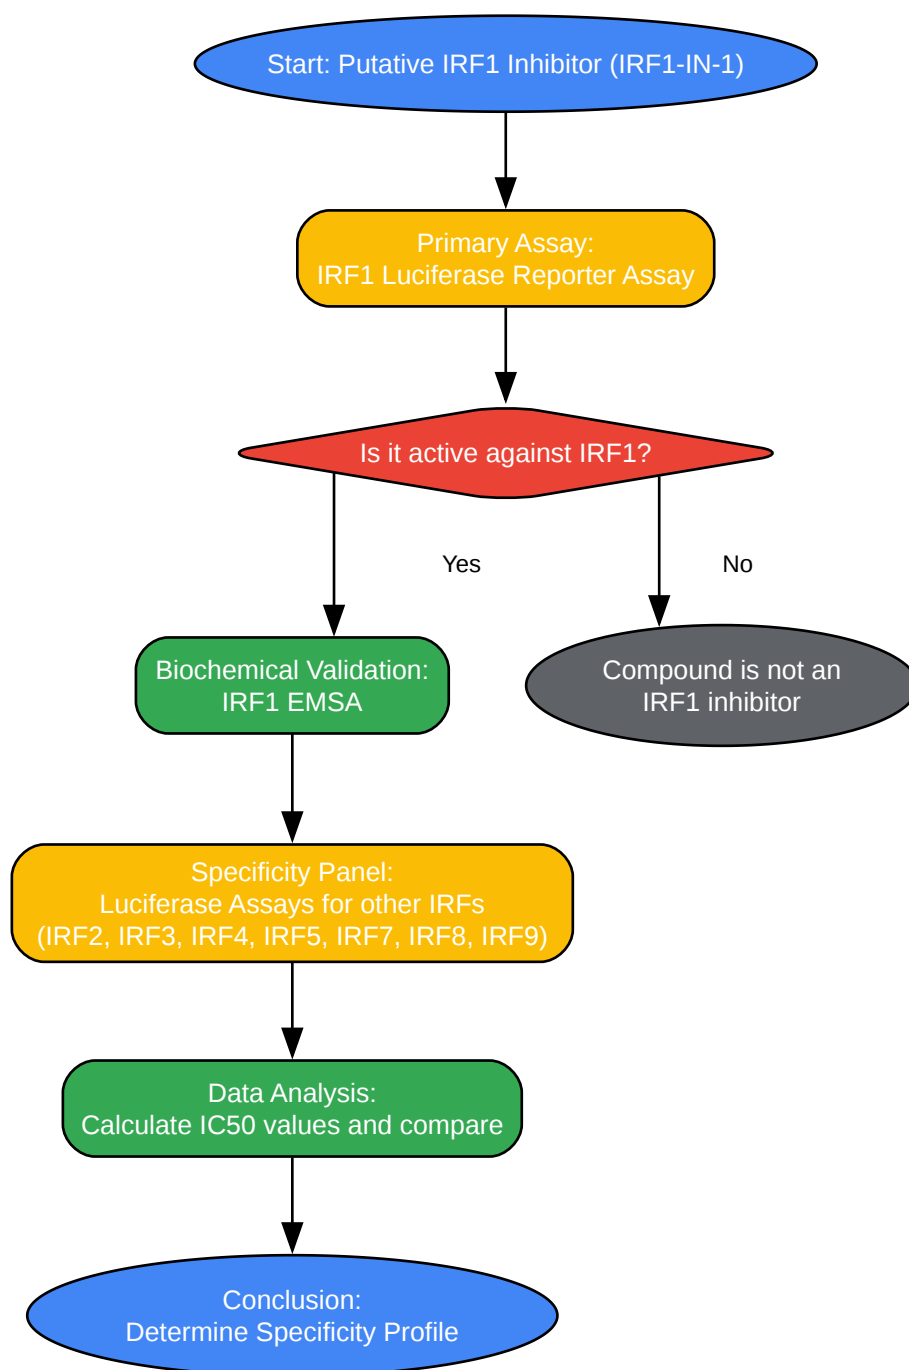 Start: Putative IRF1 Inhibitor (IRF1-IN-1)
Primary Assay:
IRF1 Luciferase Reporter Assay
Is it active against IRF1?
Yes
No
Biochemical Validation:
IRF1 EMSA
Compound is not an
IRF1 inhibitor
Specificity Panel:
Luciferase Assays for other IRFs
(IRF2, IRF3, IRF4, IRF5, IRF7, IRF8, IRF9)
Data Analysis:
Calculate IC50 values and compare
Conclusion:
Determine Specificity Profile